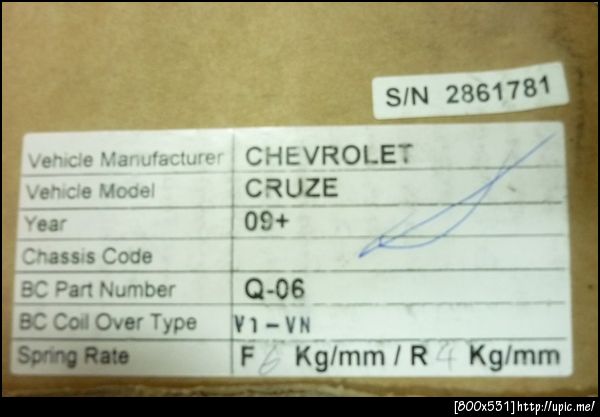 S/N 2861781
Vehicle Manufacturer CHEVROLET
Vehicle Model CRUZE
Year 09+
Chassis Code
BC Part Number Q-06
BC Coil Over Type V1-VN
Spring Rate F 6 Kg/mm / R 4 Kg/mm
[800x531]http://upic.me/